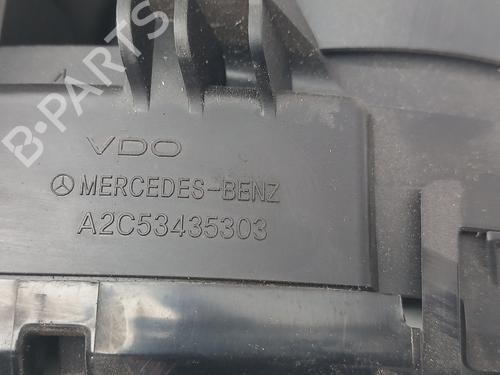 B-PARTS
VDO
MERCEDES-BENZ
A2C53435303